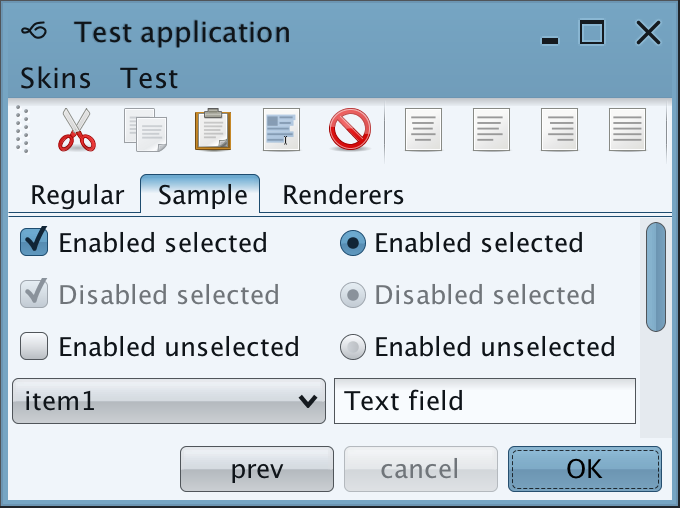 Test application
Skins Test
Regular Sample Renderers
Enabled selected Enabled selected
Disabled selected Disabled selected
Enabled unselected Enabled unselected
item1 Text field
prev cancel OK